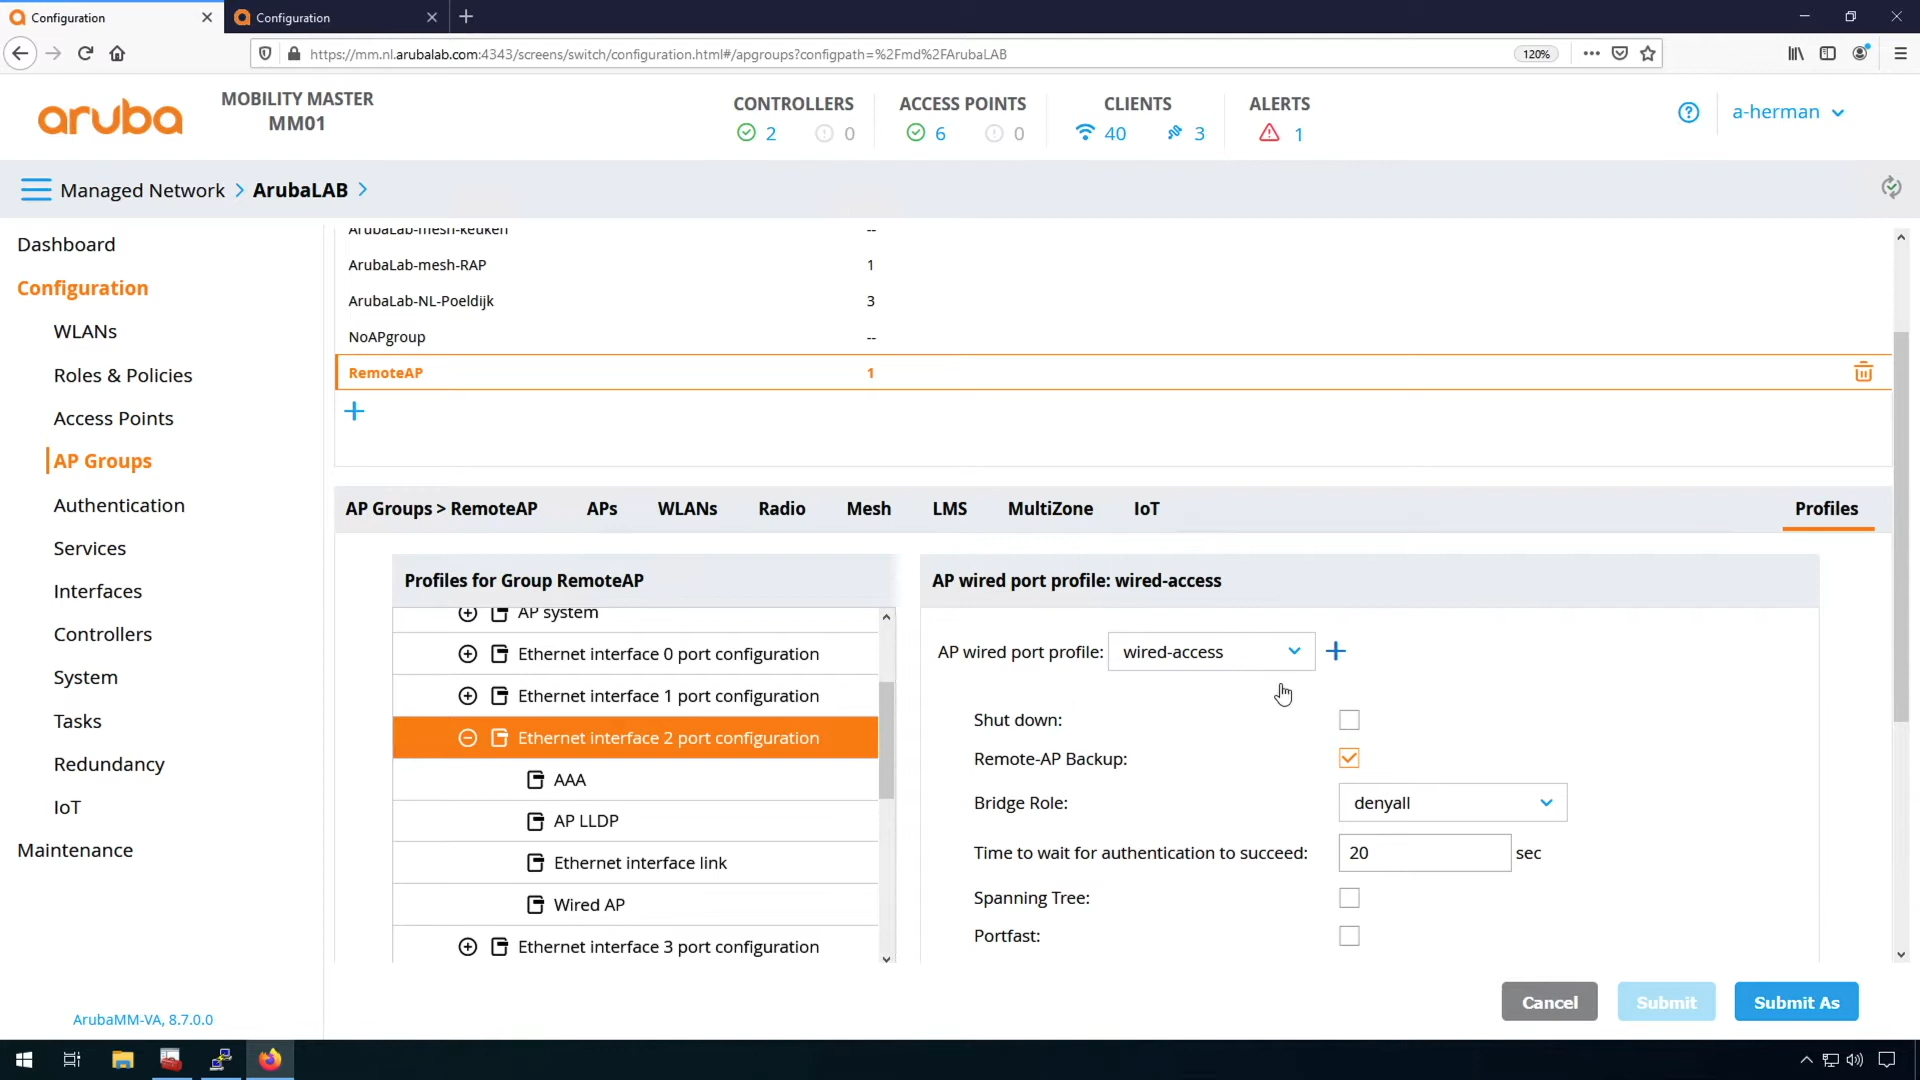 Configuration
Configuration
https://mm.nl.arubalab.com:4343/screens/switch/configuration.html#/apgroups?configpath=%2Fmd%2FArubaLAB
120%
aruba
MOBILITY MASTER
MM01
CONTROLLERS
2
0
ACCESS POINTS
6
0
CLIENTS
40
3
ALERTS
1
a-herman
Managed Network > ArubaLAB >
Dashboard
Configuration
WLANs
Roles & Policies
Access Points
AP Groups
Authentication
Services
Interfaces
Controllers
System
Tasks
Redundancy
IoT
Maintenance
ArubaMM-VA, 8.7.0.0
ArubaLab-mesh-keuken --
ArubaLab-mesh-RAP 1
ArubaLab-NL-Poeldijk 3
NoAPgroup --
RemoteAP 1
AP Groups > RemoteAP APs WLANs Radio Mesh LMS MultiZone IoT Profiles
Profiles for Group RemoteAP
AP system
Ethernet interface 0 port configuration
Ethernet interface 1 port configuration
Ethernet interface 2 port configuration
AAA
AP LLDP
Ethernet interface link
Wired AP
Ethernet interface 3 port configuration
AP wired port profile: wired-access
AP wired port profile: wired-access
Shut down:
Remote-AP Backup:
Bridge Role: denyall
Time to wait for authentication to succeed: 20 sec
Spanning Tree:
Portfast:
Cancel Submit Submit As